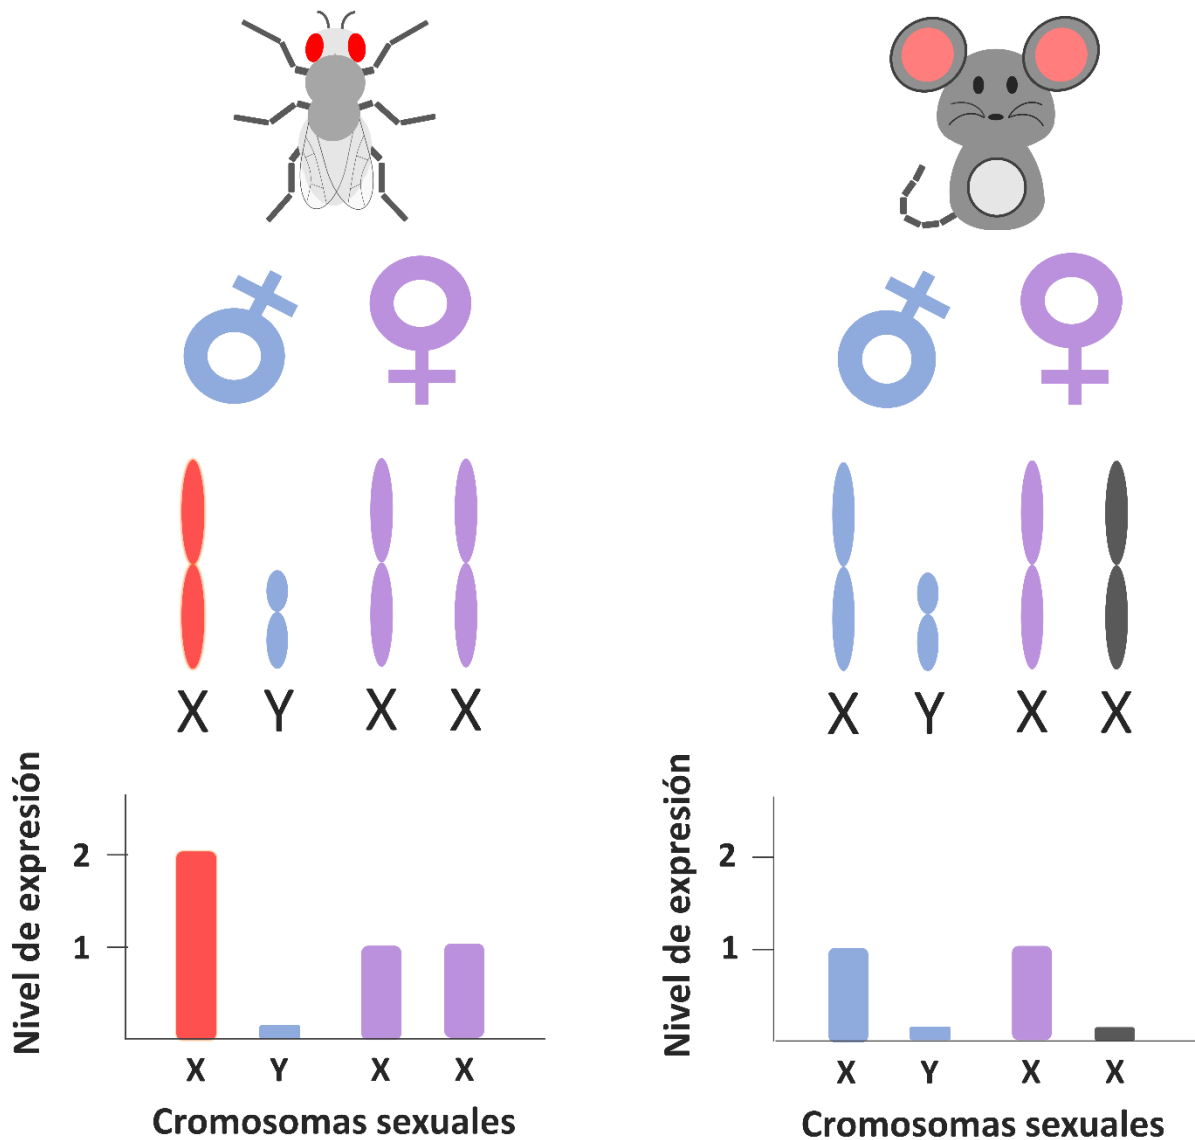 X Y X X
X Y X X
Nivel de expresión
2
1
X Y X X
Cromosomas sexuales
Nivel de expresión
2
1
X Y X X
Cromosomas sexuales